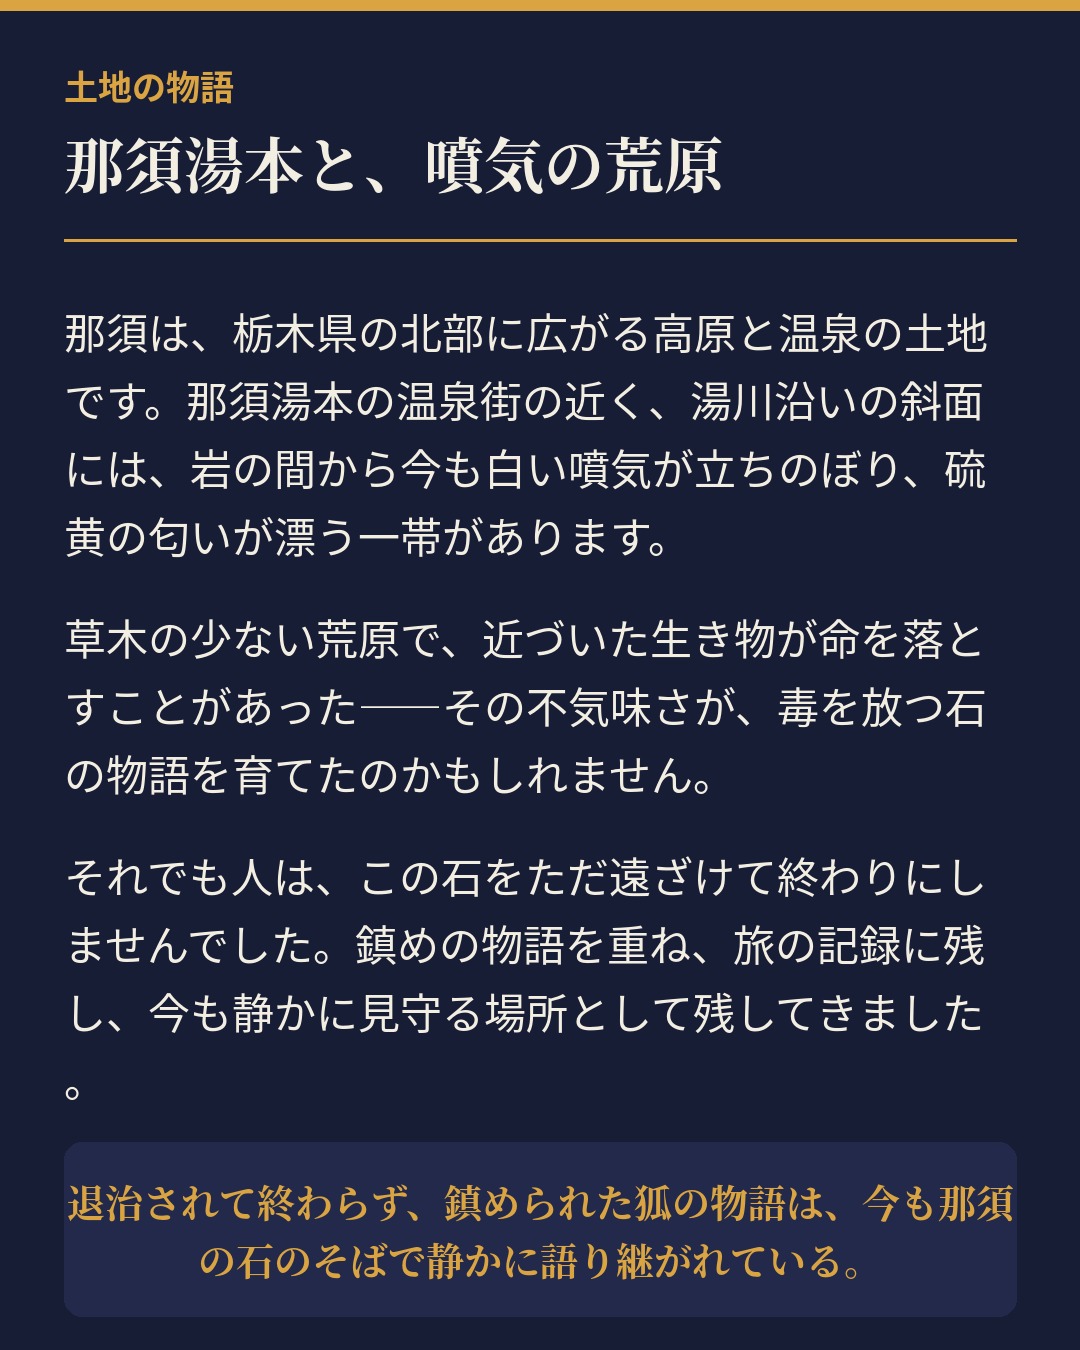 土地の物語
那須湯本と、噴気の荒原
那須は、栃木県の北部に広がる高原と温泉の土地
です。那須湯本の温泉街の近く、湯川沿いの斜面
には、岩の間から今も白い噴気が立ちのぼり、硫
黄の匂いが漂う一帯があります。
草木の少ない荒原で、近づいた生き物が命を落と
すことがあった――その不気味さが、毒を放つ石
の物語を育てたのかもしれません。
それでも人は、この石をただ遠ざけて終わりにし
ませんでした。鎮めの物語を重ね、旅の記録に残
し、今も静かに見守る場所として残してきました
。
退治されて終わらず、鎮められた狐の物語は、今も那須
の石のそばで静かに語り継がれている。